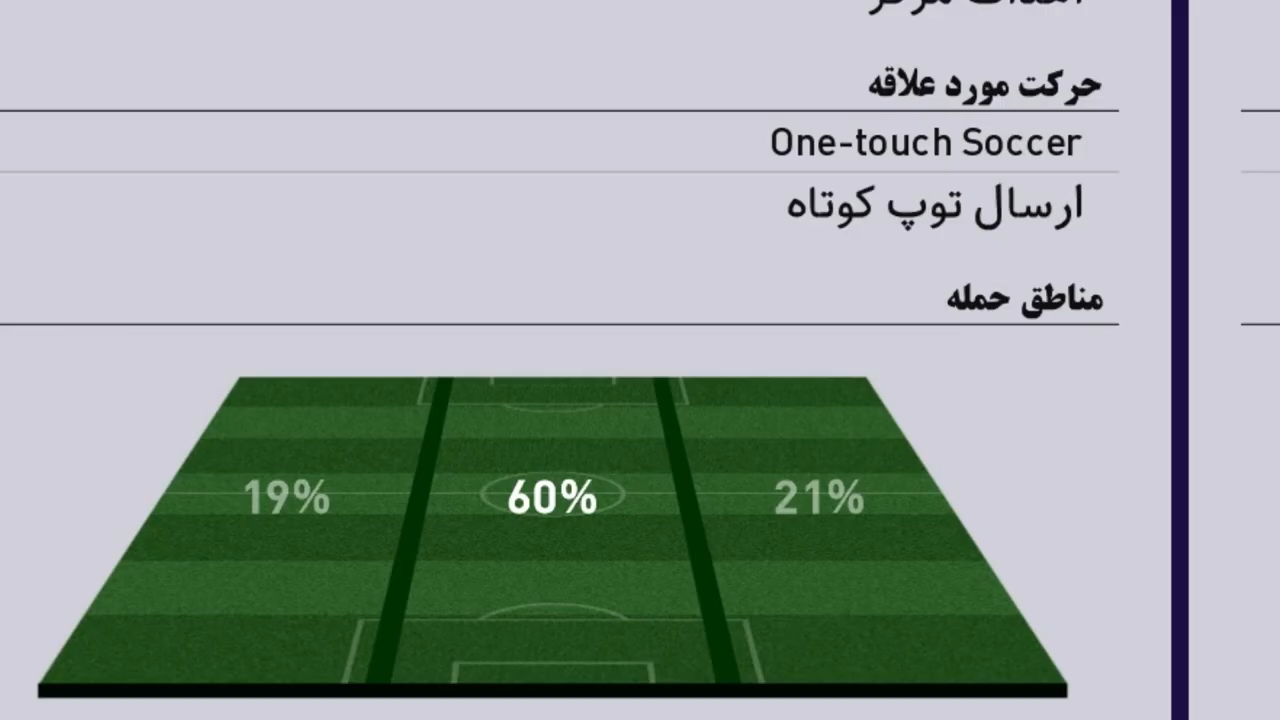 حرکت مورد علاقه
One-touch Soccer
ارسال توپ کوتاه
مناطق حمله
19% 60% 21%